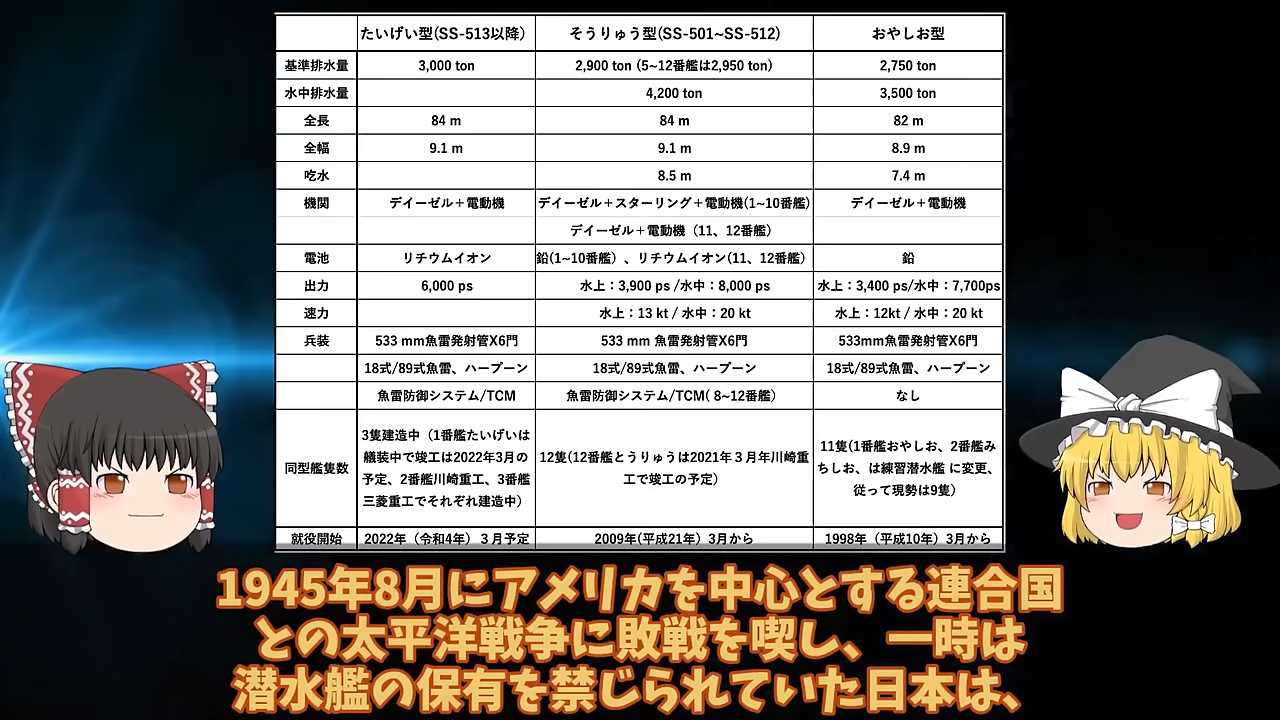 たいげい型(SS-513以降) そうりゅう型(SS-501~SS-512) おやしお型
基準排水量 3,000 ton 2,900 ton (5~12番艦は2,950 ton) 2,750 ton
水中排水量 4,200 ton 3,500 ton
全長 84 m 84 m 82 m
全幅 9.1 m 9.1 m 8.9 m
吃水 8.5 m 7.4 m
機関 デイーゼル＋電動機 デイーゼル＋スターリング＋電動機(1~10番艦) デイーゼル＋電動機
デイーゼル＋電動機（11、12番艦）
電池 リチウムイオン 鉛(1~10番艦）、リチウムイオン(11、12番艦） 鉛
出力 6,000 ps 水上：3,900 ps /水中：8,000 ps 水上：3,400 ps/水中：7,700ps
速力 水上：13 kt / 水中：20 kt 水上：12kt / 水中：20 kt
兵装 533 mm魚雷発射管X6門 533 mm 魚雷発射管X6門 533mm魚雷発射管X6門
18式/89式魚雷、ハープーン 18式/89式魚雷、ハープーン 18式/89式魚雷、ハープーン
魚雷防御システム/TCM 魚雷防御システム/TCM( 8~12番艦） なし
同型艦隻数
3隻建造中（1番艦たいげいは
艤装中で竣工は2022年3月の
予定、2番艦川崎重工、3番艦
三菱重工でそれぞれ建造中）
12隻(12番艦とうりゅうは2021年３月年川崎重
工で竣工の予定）
11隻(1番艦おやしお、2番艦み
ちしお、は練習潜水艦 に変更、
従って現勢は9隻）
就役開始 2022年（令和4年）３月予定 2009年(平成21年）3月から 1998年（平成10年）3月から
1945年8月にアメリカを中心とする連合国
との太平洋戦争に敗戦を喫し、一時は
潜水艦の保有を禁じられていた日本は、